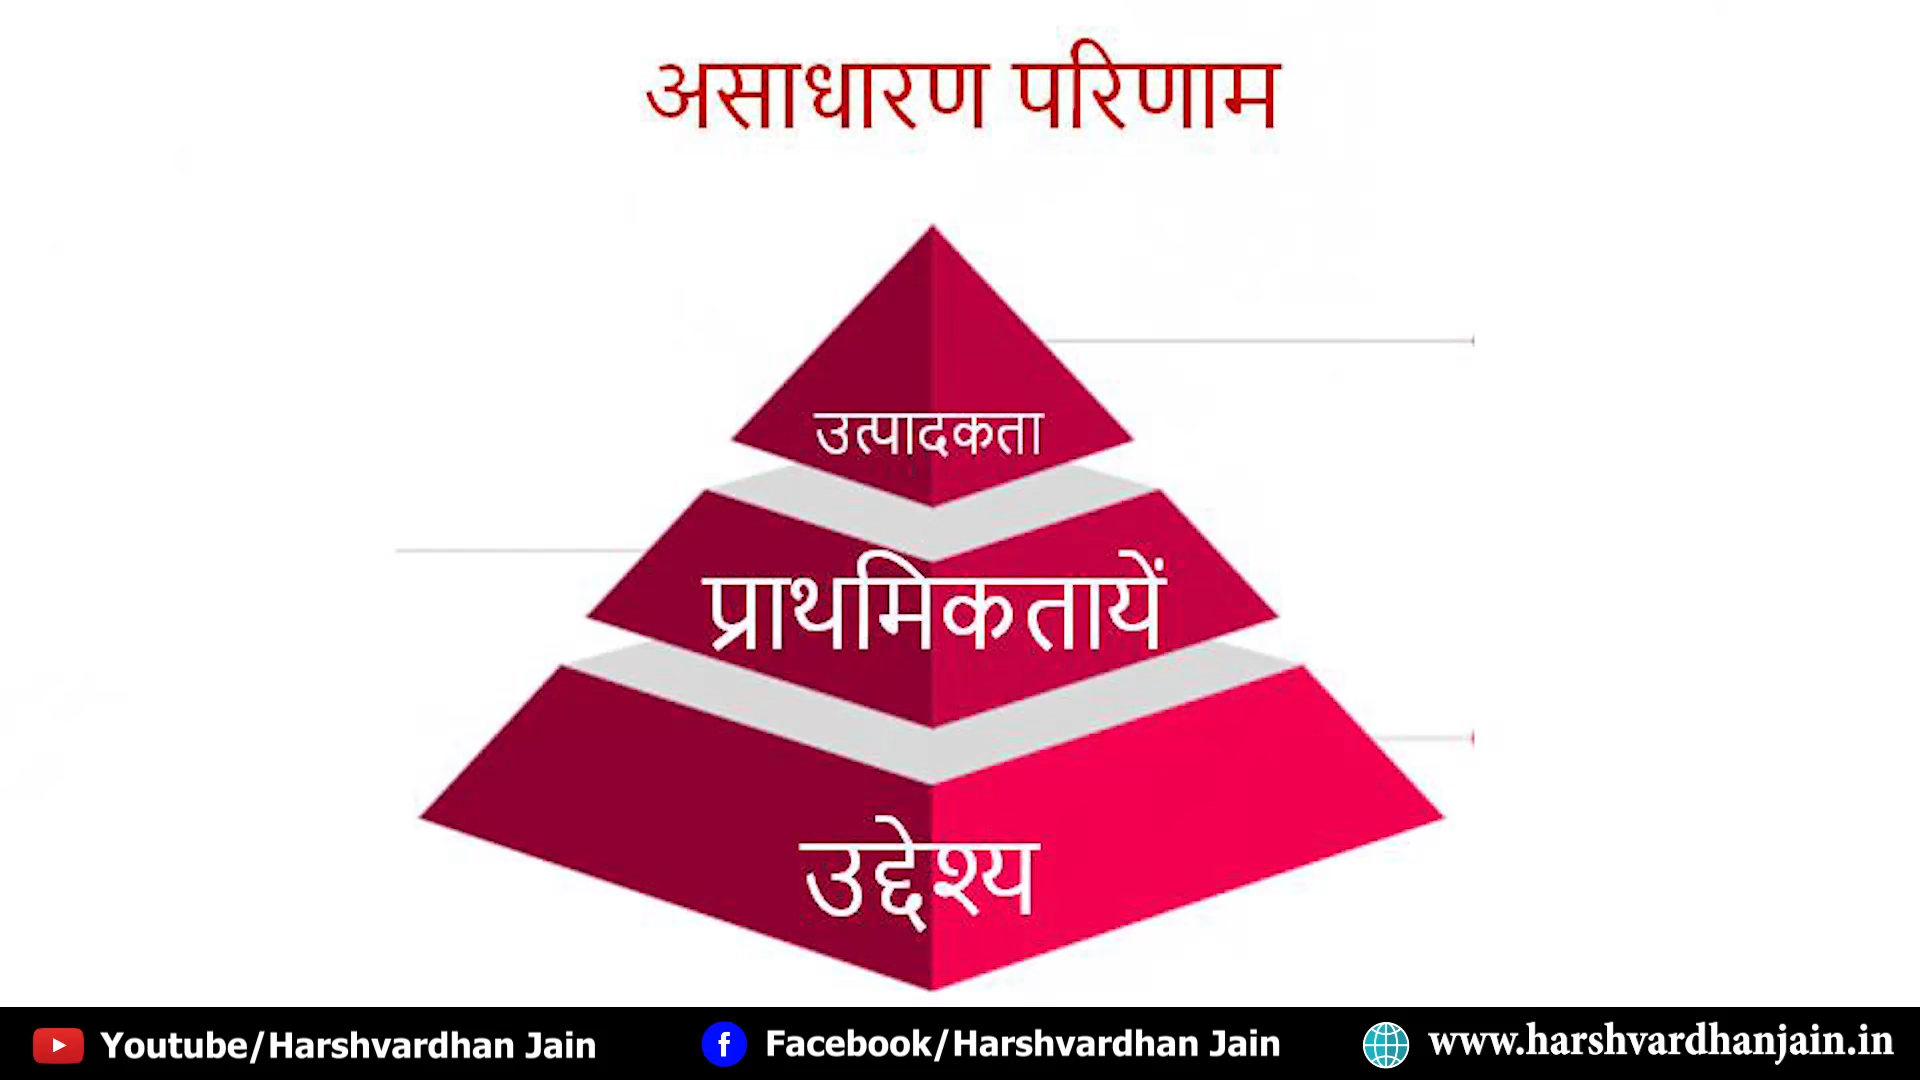 असाधारण परिणाम
उत्पादकता
प्राथमिकतायें
उद्देश्य
Youtube/Harshvardhan Jain
Facebook/Harshvardhan Jain
www.harshvardhanjain.in